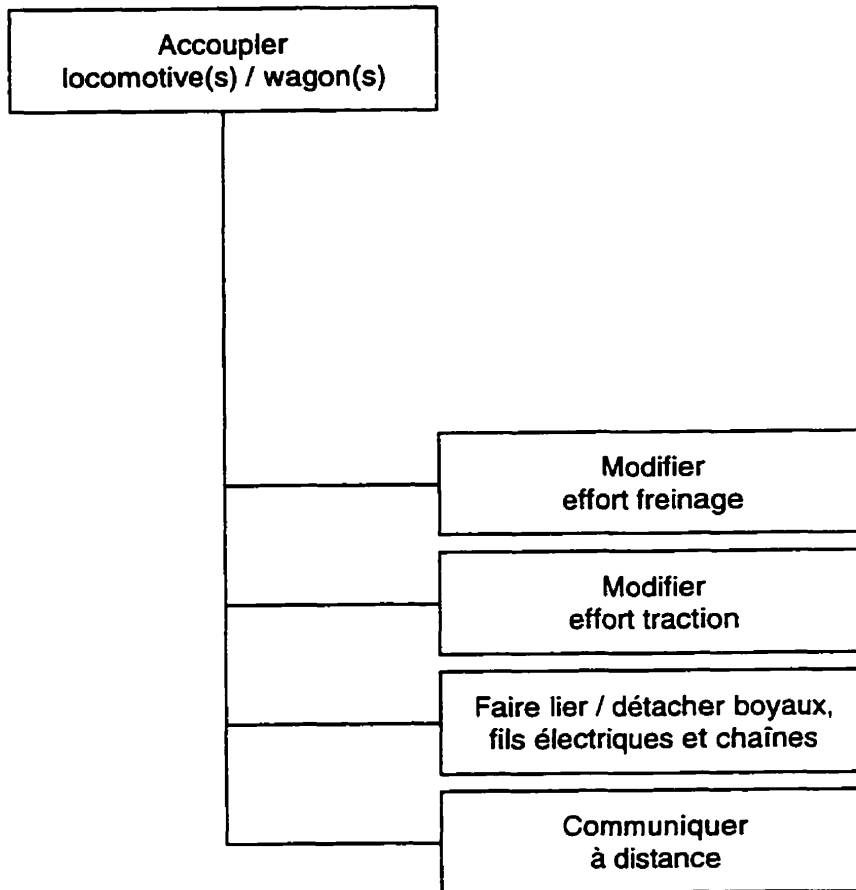 Accoupler
locomotive(s) / wagon(s)
Modifier
effort freinage
Modifier
effort traction
Faire lier / détacher boyaux,
fils électriques et chaînes
Communiquer
à distance